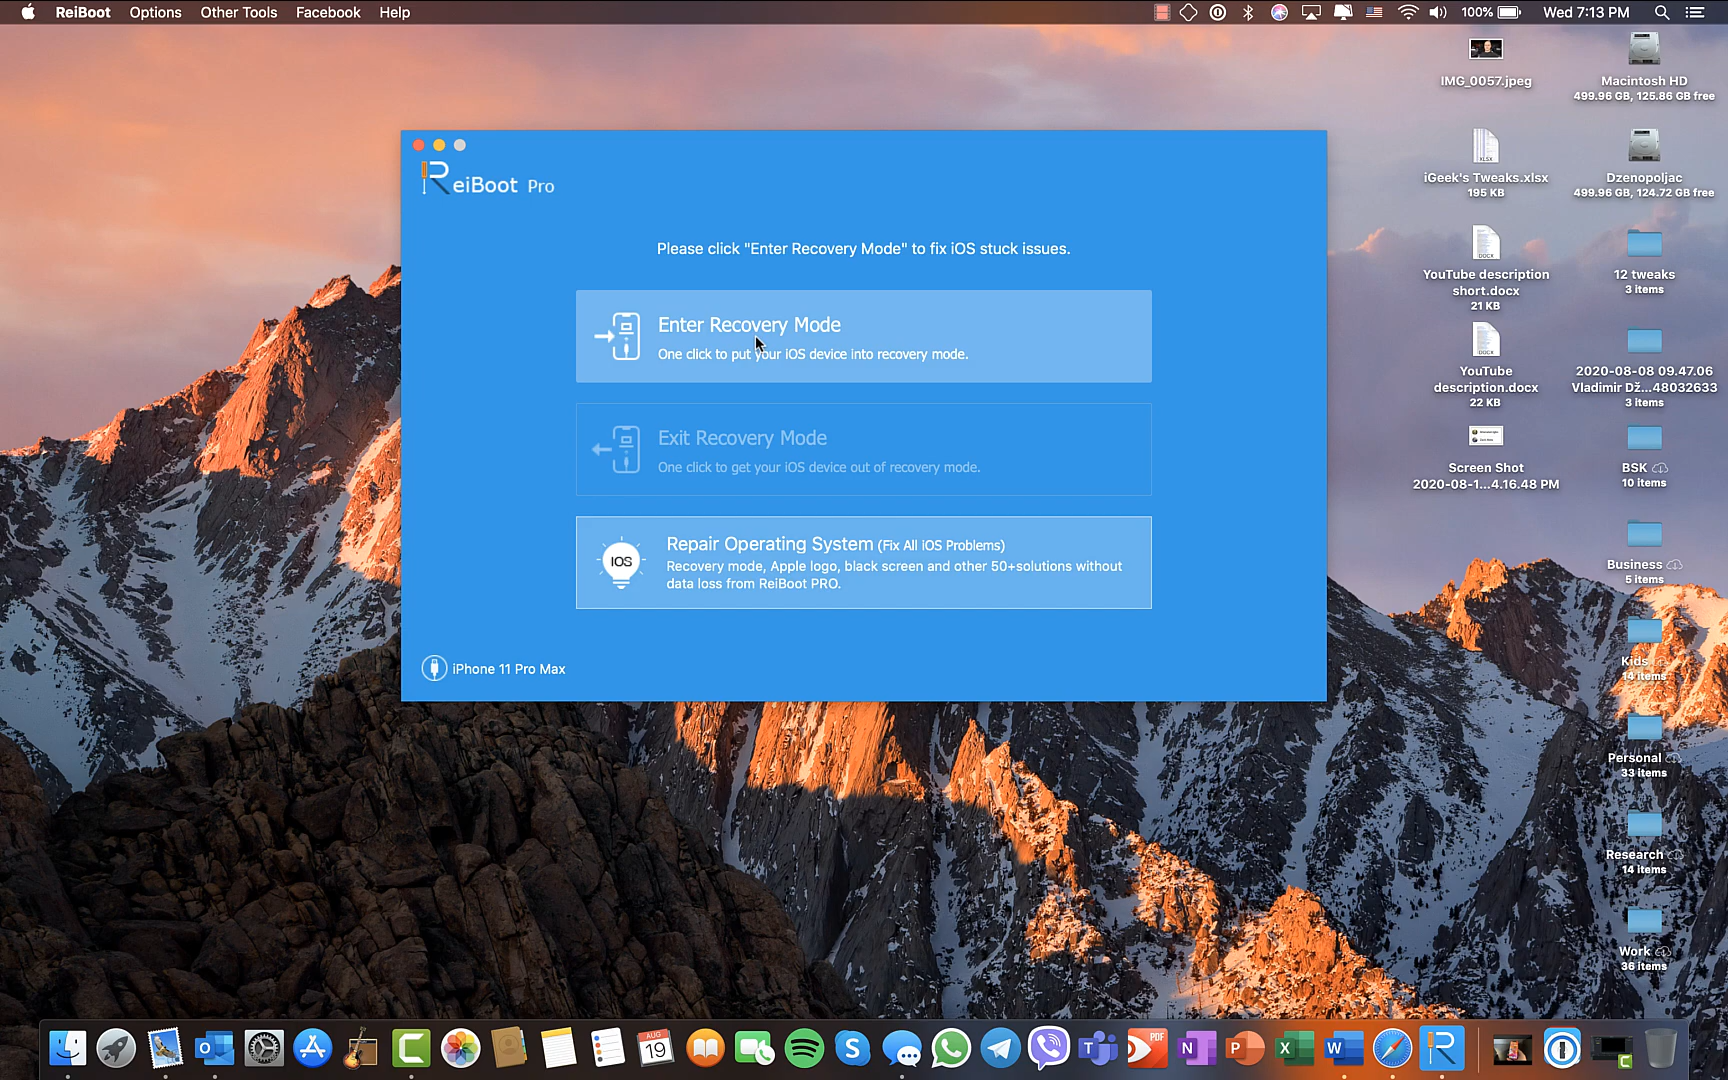 ReiBoot Options Other Tools Facebook Help
100% Wed 7:13 PM
IMG_0057.jpeg
Macintosh HD
499.96 GB, 125.86 GB free
XLSX
iGeek's Tweaks.xlsx
195 KB
Dzenopoljac
499.96 GB, 124.72 GB free
DOCX
YouTube description
short.docx
21 KB
12 tweaks
3 items
DOCX
YouTube
description.docx
22 KB
2020-08-08 09.47.06
Vladimir Dž...48032633
3 items
Screen Shot
2020-08-1...4.16.48 PM
BSK
10 items
Business
5 items
Kids
14 items
Personal
33 items
Research
14 items
Work
36 items
ReiBoot Pro
Please click "Enter Recovery Mode" to fix iOS stuck issues.
Enter Recovery Mode
One click to put your iOS device into recovery mode.
Exit Recovery Mode
One click to get your iOS device out of recovery mode.
IOS
Repair Operating System (Fix All iOS Problems)
Recovery mode, Apple logo, black screen and other 50+solutions without
data loss from ReiBoot PRO.
iPhone 11 Pro Max
AUG
19
PDF